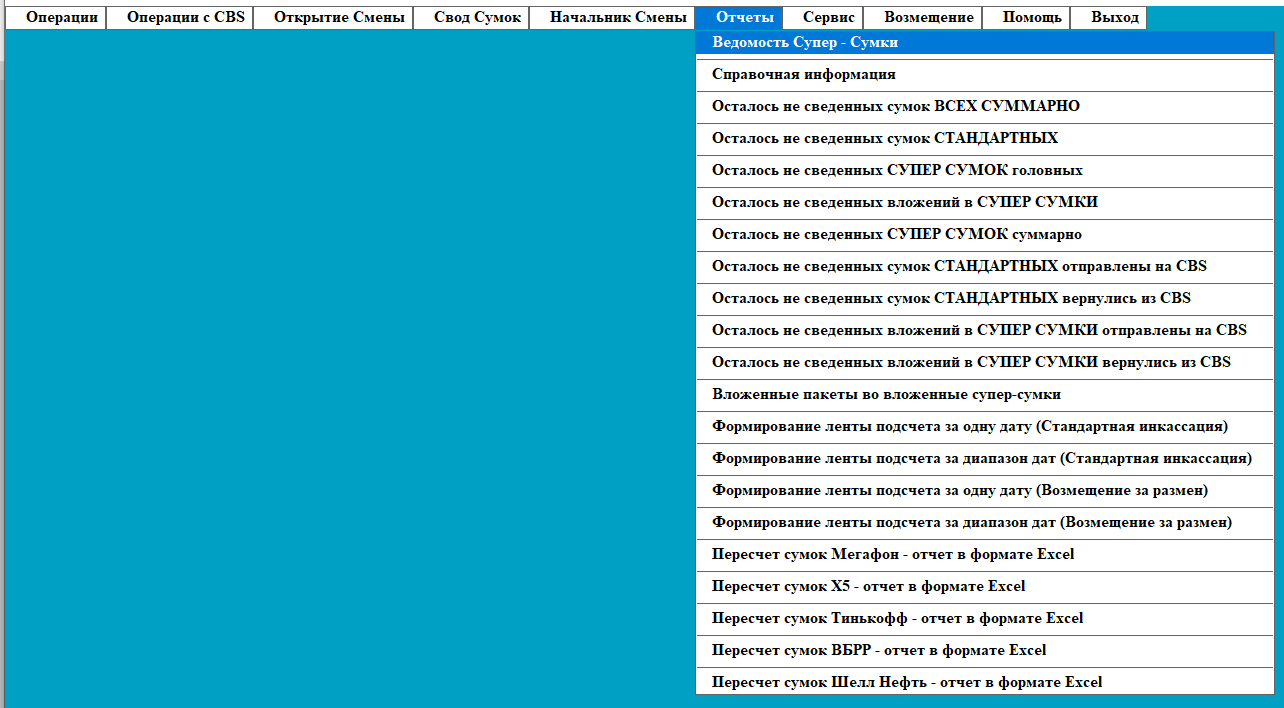 Операции Операции с CBS Открытие Смены Свод Сумок Начальник Смены Отчеты Сервис Возмещение Помощь Выход
Ведомость Супер - Сумки
Справочная информация
Осталось не сведенных сумок ВСЕХ СУММАРНО
Осталось не сведенных сумок СТАНДАРТНЫХ
Осталось не сведенных СУПЕР СУМОК головных
Осталось не сведенных вложений в СУПЕР СУМКИ
Осталось не сведенных СУПЕР СУМОК суммарно
Осталось не сведенных сумок СТАНДАРТНЫХ отправлены на CBS
Осталось не сведенных сумок СТАНДАРТНЫХ вернулись из CBS
Осталось не сведенных вложений в СУПЕР СУМКИ отправлены на CBS
Осталось не сведенных вложений в СУПЕР СУМКИ вернулись из CBS
Вложенные пакеты во вложенные супер-сумки
Формирование ленты подсчета за одну дату (Стандартная инкассация)
Формирование ленты подсчета за диапазон дат (Стандартная инкассация)
Формирование ленты подсчета за одну дату (Возмещение за размен)
Формирование ленты подсчета за диапазон дат (Возмещение за размен)
Пересчет сумок Мегафон - отчет в формате Excel
Пересчет сумок X5 - отчет в формате Excel
Пересчет сумок Тинькофф - отчет в формате Excel
Пересчет сумок ВБРР - отчет в формате Excel
Пересчет сумок Шелл Нефть - отчет в формате Excel